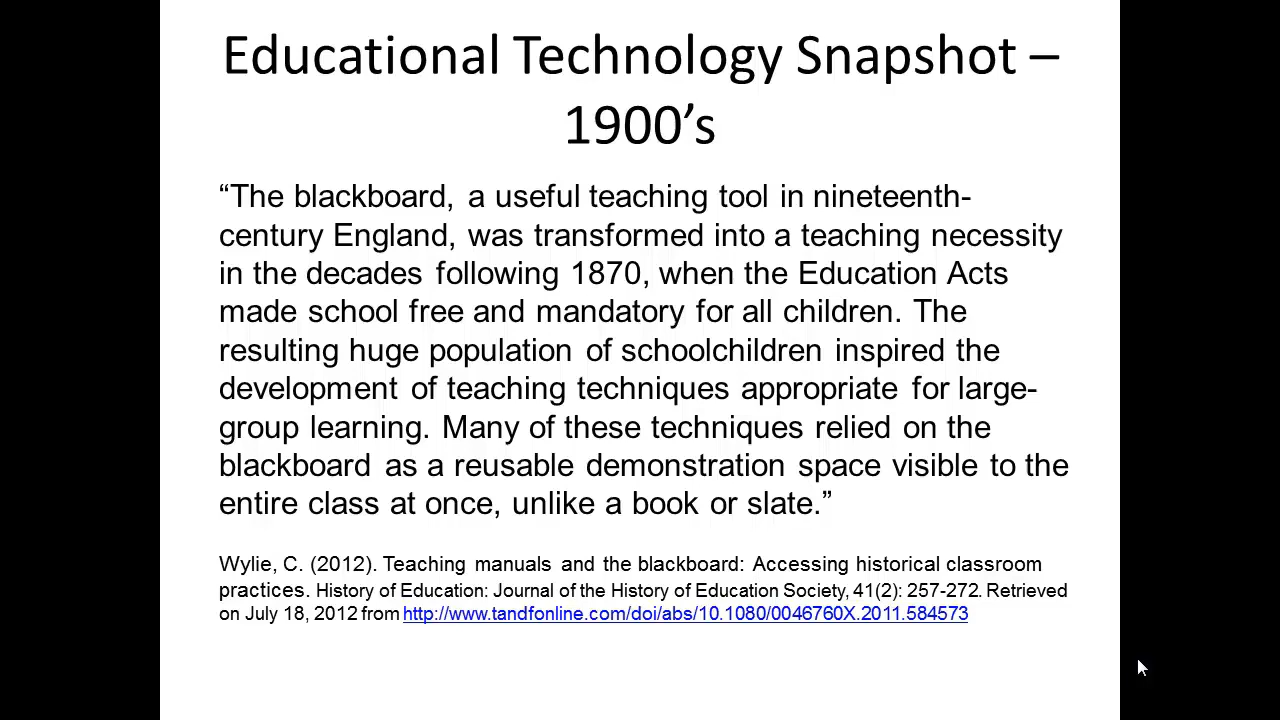 Educational Technology Snapshot –
1900’s
“The blackboard, a useful teaching tool in nineteenth-
century England, was transformed into a teaching necessity
in the decades following 1870, when the Education Acts
made school free and mandatory for all children. The
resulting huge population of schoolchildren inspired the
development of teaching techniques appropriate for large-
group learning. Many of these techniques relied on the
blackboard as a reusable demonstration space visible to the
entire class at once, unlike a book or slate.”
Wylie, C. (2012). Teaching manuals and the blackboard: Accessing historical classroom
practices. History of Education: Journal of the History of Education Society, 41(2): 257-272. Retrieved
on July 18, 2012 from http://www.tandfonline.com/doi/abs/10.1080/0046760X.2011.584573